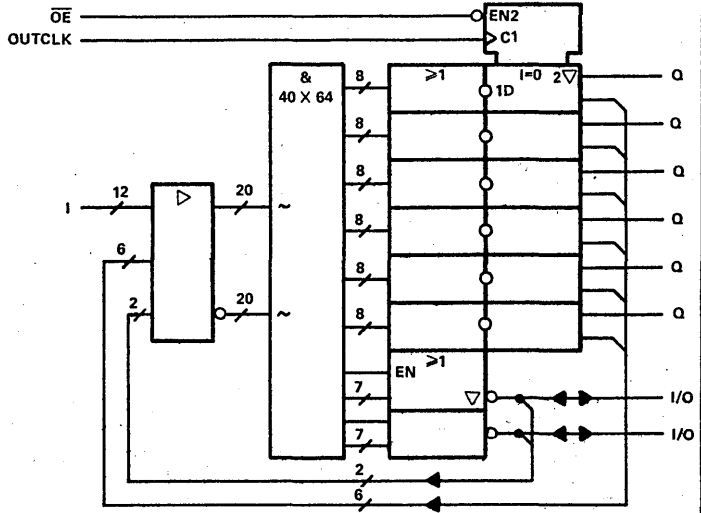 OE
EN2
OUTCLK
C1
&
40 X 64
8
≥1
I=0
2▽
Q
1D
8
Q
8
Q
12
20
I
~
8
Q
6
8
Q
2
20
~
8
Q
≥1
EN
7
▽
I/O
7
I/O
2
6